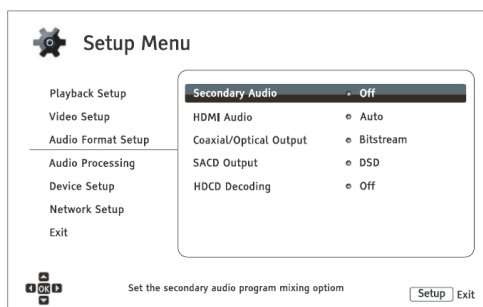 Setup Menu
Playback Setup
Video Setup
Audio Format Setup
Audio Processing
Device Setup
Network Setup
Exit
Secondary Audio Off
HDMI Audio Auto
Coaxial/Optical Output Bitstream
SACD Output DSD
HDCD Decoding Off
OK
Set the secondary audio program mixing optiom
Setup Exit